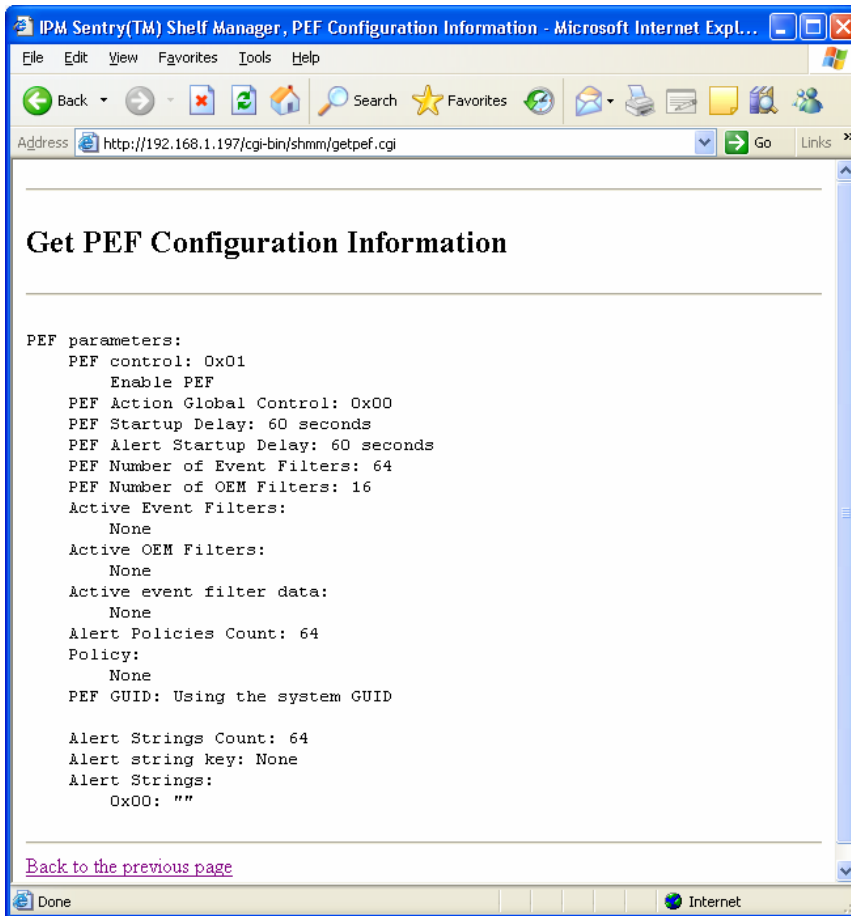 IPM Sentry(TM) Shelf Manager, PEF Configuration Information - Microsoft Internet Expl...
File Edit View Favorites Tools Help
Back Search Favorites
Address http://192.168.1.197/cgi-bin/shmm/getpef.cgi Go Links »
Get PEF Configuration Information
PEF parameters:
PEF control: 0x01
Enable PEF
PEF Action Global Control: 0x00
PEF Startup Delay: 60 seconds
PEF Alert Startup Delay: 60 seconds
PEF Number of Event Filters: 64
PEF Number of OEM Filters: 16
Active Event Filters:
None
Active OEM Filters:
None
Active event filter data:
None
Alert Policies Count: 64
Policy:
None
PEF GUID: Using the system GUID
Alert Strings Count: 64
Alert string key: None
Alert Strings:
0x00: ""
Back to the previous page
Done Internet